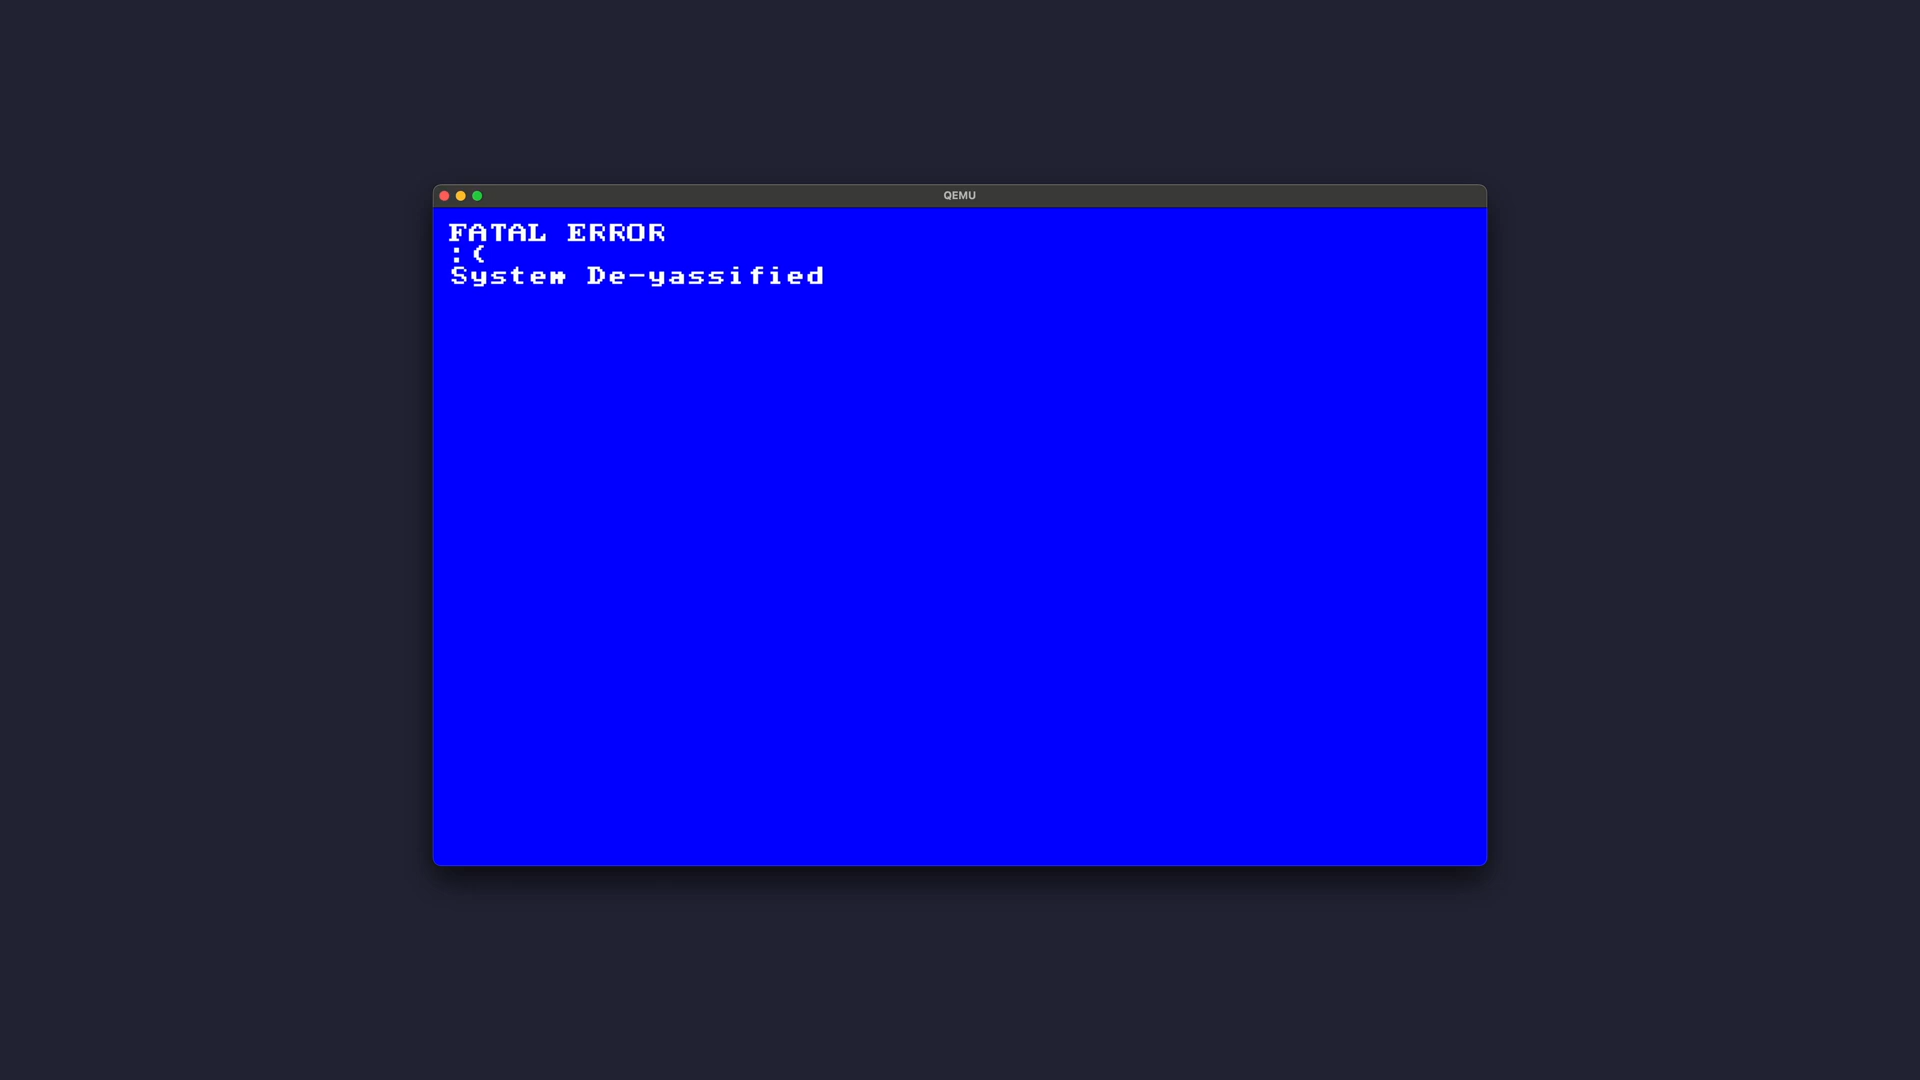 QEMU
FATAL ERROR
:(
System De-yassified